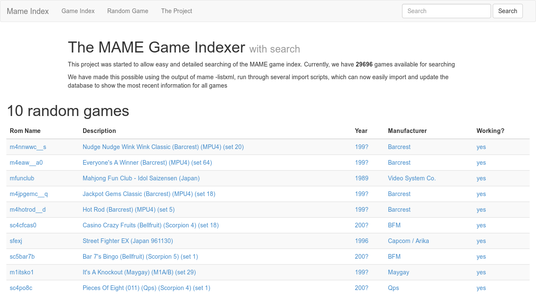 Mame Index Game Index Random Game The Project Search Search
The MAME Game Indexer with search
This project was started to allow easy and detailed searching of the MAME game index. Currently, we have 29696 games available for searching
We have made this possible using the output of mame -listxml, run through several import scripts, which can now easily import and update the
database to show the most recent information for all games
10 random games
Rom Name Description Year Manufacturer Working?
m4nnwwc__s Nudge Nudge Wink Wink Classic (Barcrest) (MPU4) (set 20) 199? Barcrest yes
m4eaw__a0 Everyone's A Winner (Barcrest) (MPU4) (set 64) 199? Barcrest yes
mfunclub Mahjong Fun Club - Idol Saizensen (Japan) 1989 Video System Co. yes
m4jpgemc__q Jackpot Gems Classic (Barcrest) (MPU4) (set 18) 199? Barcrest yes
m4hotrod__d Hot Rod (Barcrest) (MPU4) (set 5) 199? Barcrest yes
sc4cfcas0 Casino Crazy Fruits (Bellfruit) (Scorpion 4) (set 18) 200? BFM yes
sfexj Street Fighter EX (Japan 961130) 1996 Capcom / Arika yes
sc5bar7b Bar 7's Bingo (Bellfruit) (Scorpion 5) (set 1) 200? BFM yes
m1itsko1 It's A Knockout (Maygay) (M1A/B) (set 29) 199? Maygay yes
sc4po8c Pieces Of Eight (011) (Qps) (Scorpion 4) (set 1) 200? Qps yes